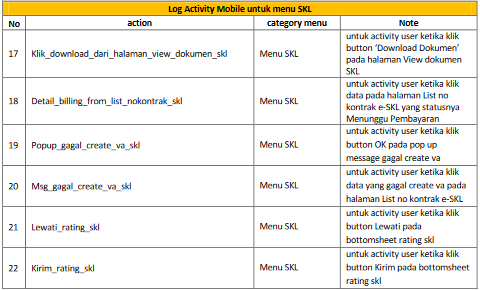 Log Activity Mobile untuk menu SKL
No action category menu Note
17 Klik_download_dari_halaman_view_dokumen_skl Menu SKL untuk activity user ketika klik
button ‘Download Dokumen’
pada halaman View dokumen
SKL
18 Detail_billing_from_list_nokontrak_skl Menu SKL untuk activity user ketika klik
data pada halaman List no
kontrak e-SKL yang statusnya
Menunggu Pembayaran
19 Popup_gagal_create_va_skl Menu SKL untuk activity user ketika klik
button OK pada pop up
message gagal create va
20 Msg_gagal_create_va_skl Menu SKL untuk activity user ketika klik
data yang gagal create va pada
halaman List no kontrak e-SKL
21 Lewati_rating_skl Menu SKL untuk activity user ketika klik
button Lewati pada
bottomsheet rating skl
22 Kirim_rating_skl Menu SKL untuk activity user ketika klik
button Kirim pada bottomsheet
rating skl